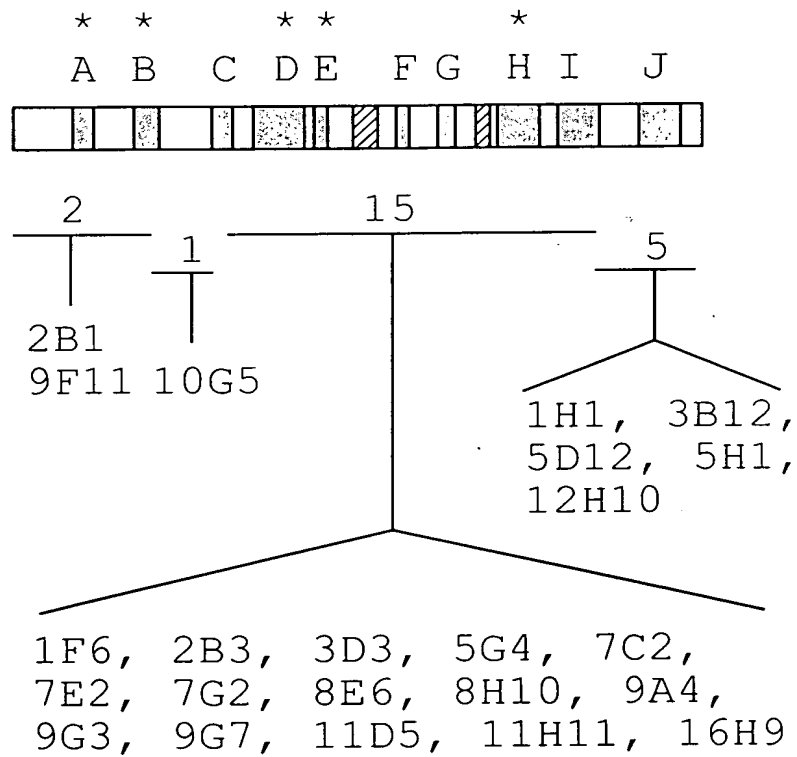 * * * * *
A B C D E F G H I J
2 15
1 5
2B1
9F11 10G5
1H1, 3B12,
5D12, 5H1,
12H10
1F6, 2B3, 3D3, 5G4, 7C2,
7E2, 7G2, 8E6, 8H10, 9A4,
9G3, 9G7, 11D5, 11H11, 16H9